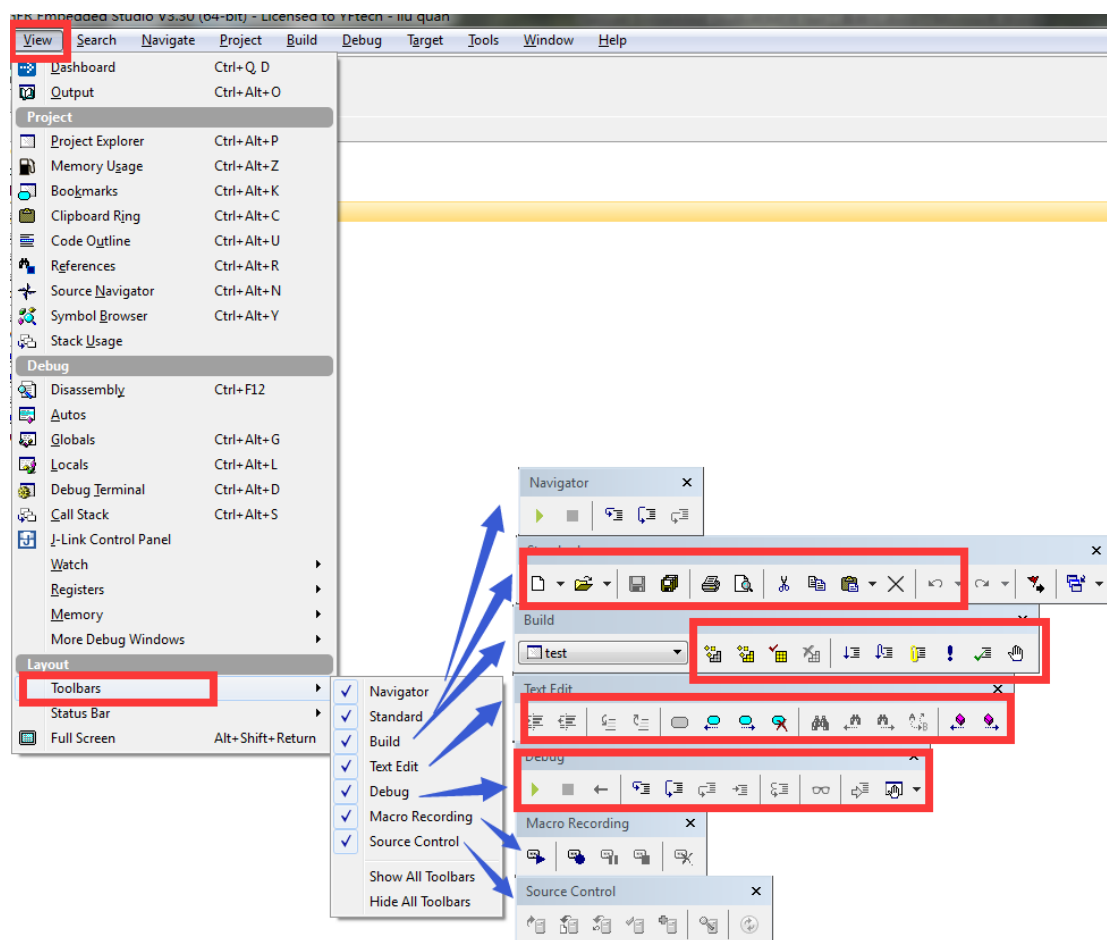 Embedded Studio V3.30 (64-bit) - Licensed to YFtech - liu quan
View Search Navigate Project Build Debug Target Tools Window Help
Dashboard Ctrl+Q, D
Output Ctrl+Alt+O
Project
Project Explorer Ctrl+Alt+P
Memory Usage Ctrl+Alt+Z
Bookmarks Ctrl+Alt+K
Clipboard Ring Ctrl+Alt+C
Code Outline Ctrl+Alt+U
References Ctrl+Alt+R
Source Navigator Ctrl+Alt+N
Symbol Browser Ctrl+Alt+Y
Stack Usage
Debug
Disassembly Ctrl+F12
Autos
Globals Ctrl+Alt+G
Locals Ctrl+Alt+L
Debug Terminal Ctrl+Alt+D
Call Stack Ctrl+Alt+S
J-Link Control Panel
Watch
Registers
Memory
More Debug Windows
Layout
Toolbars
Status Bar
Full Screen Alt+Shift+Return
Navigator
Standard
Build
Text Edit
Debug
Macro Recording
Source Control
Show All Toolbars
Hide All Toolbars
Navigator
Standard
Build
test
Text Edit
Debug
Macro Recording
Source Control